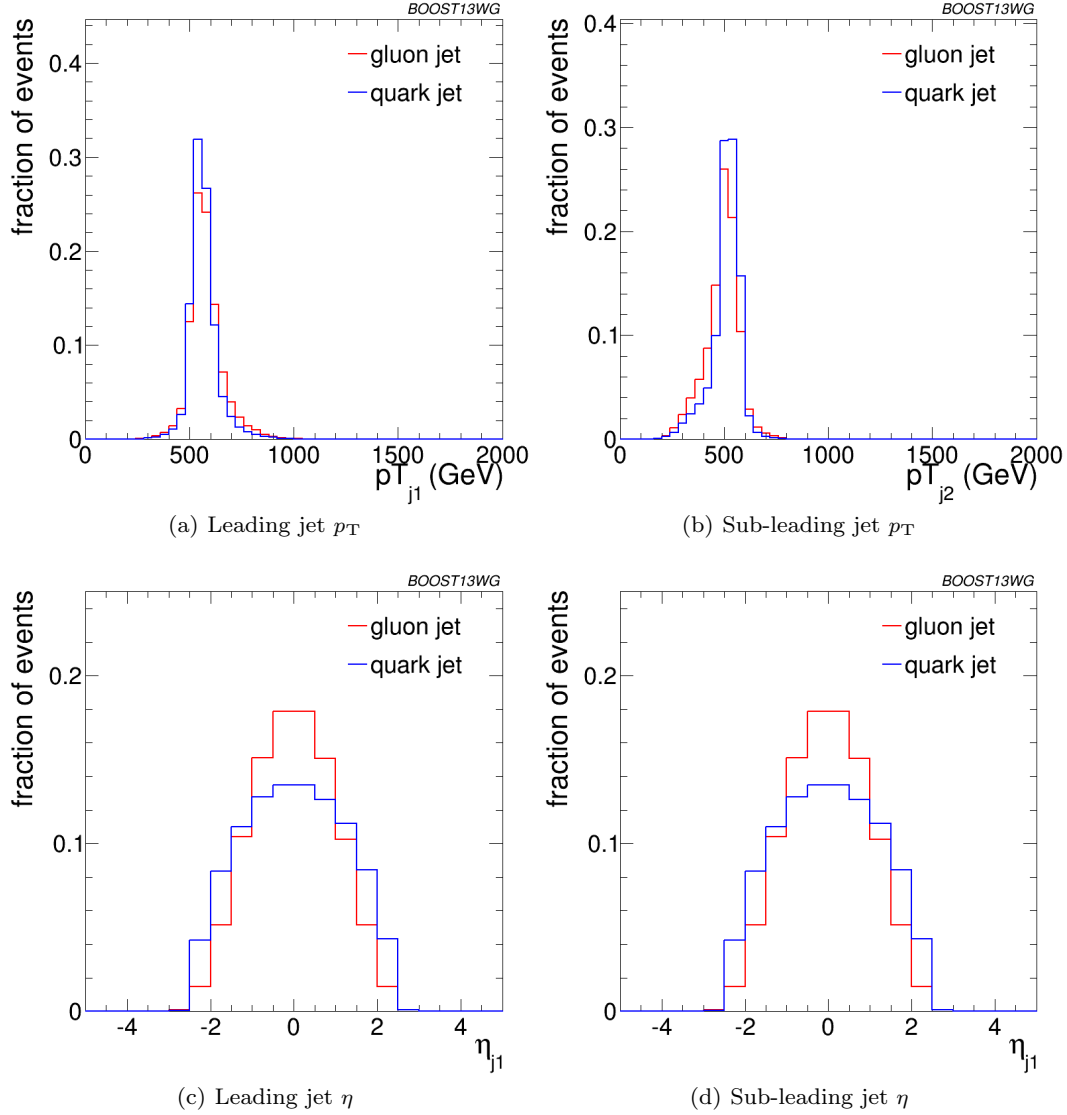 BOOST13WG
fraction of events
gluon jet
quark jet
0.4
0.3
0.2
0.1
0
0 500 1000 1500 2000
pT_j1 (GeV)
(a) Leading jet p_T
BOOST13WG
fraction of events
gluon jet
quark jet
0.4
0.3
0.2
0.1
0
0 500 1000 1500 2000
pT_j2 (GeV)
(b) Sub-leading jet p_T
BOOST13WG
fraction of events
gluon jet
quark jet
0.2
0.1
0
-4 -2 0 2 4
η_j1
(c) Leading jet η
BOOST13WG
fraction of events
gluon jet
quark jet
0.2
0.1
0
-4 -2 0 2 4
η_j1
(d) Sub-leading jet η